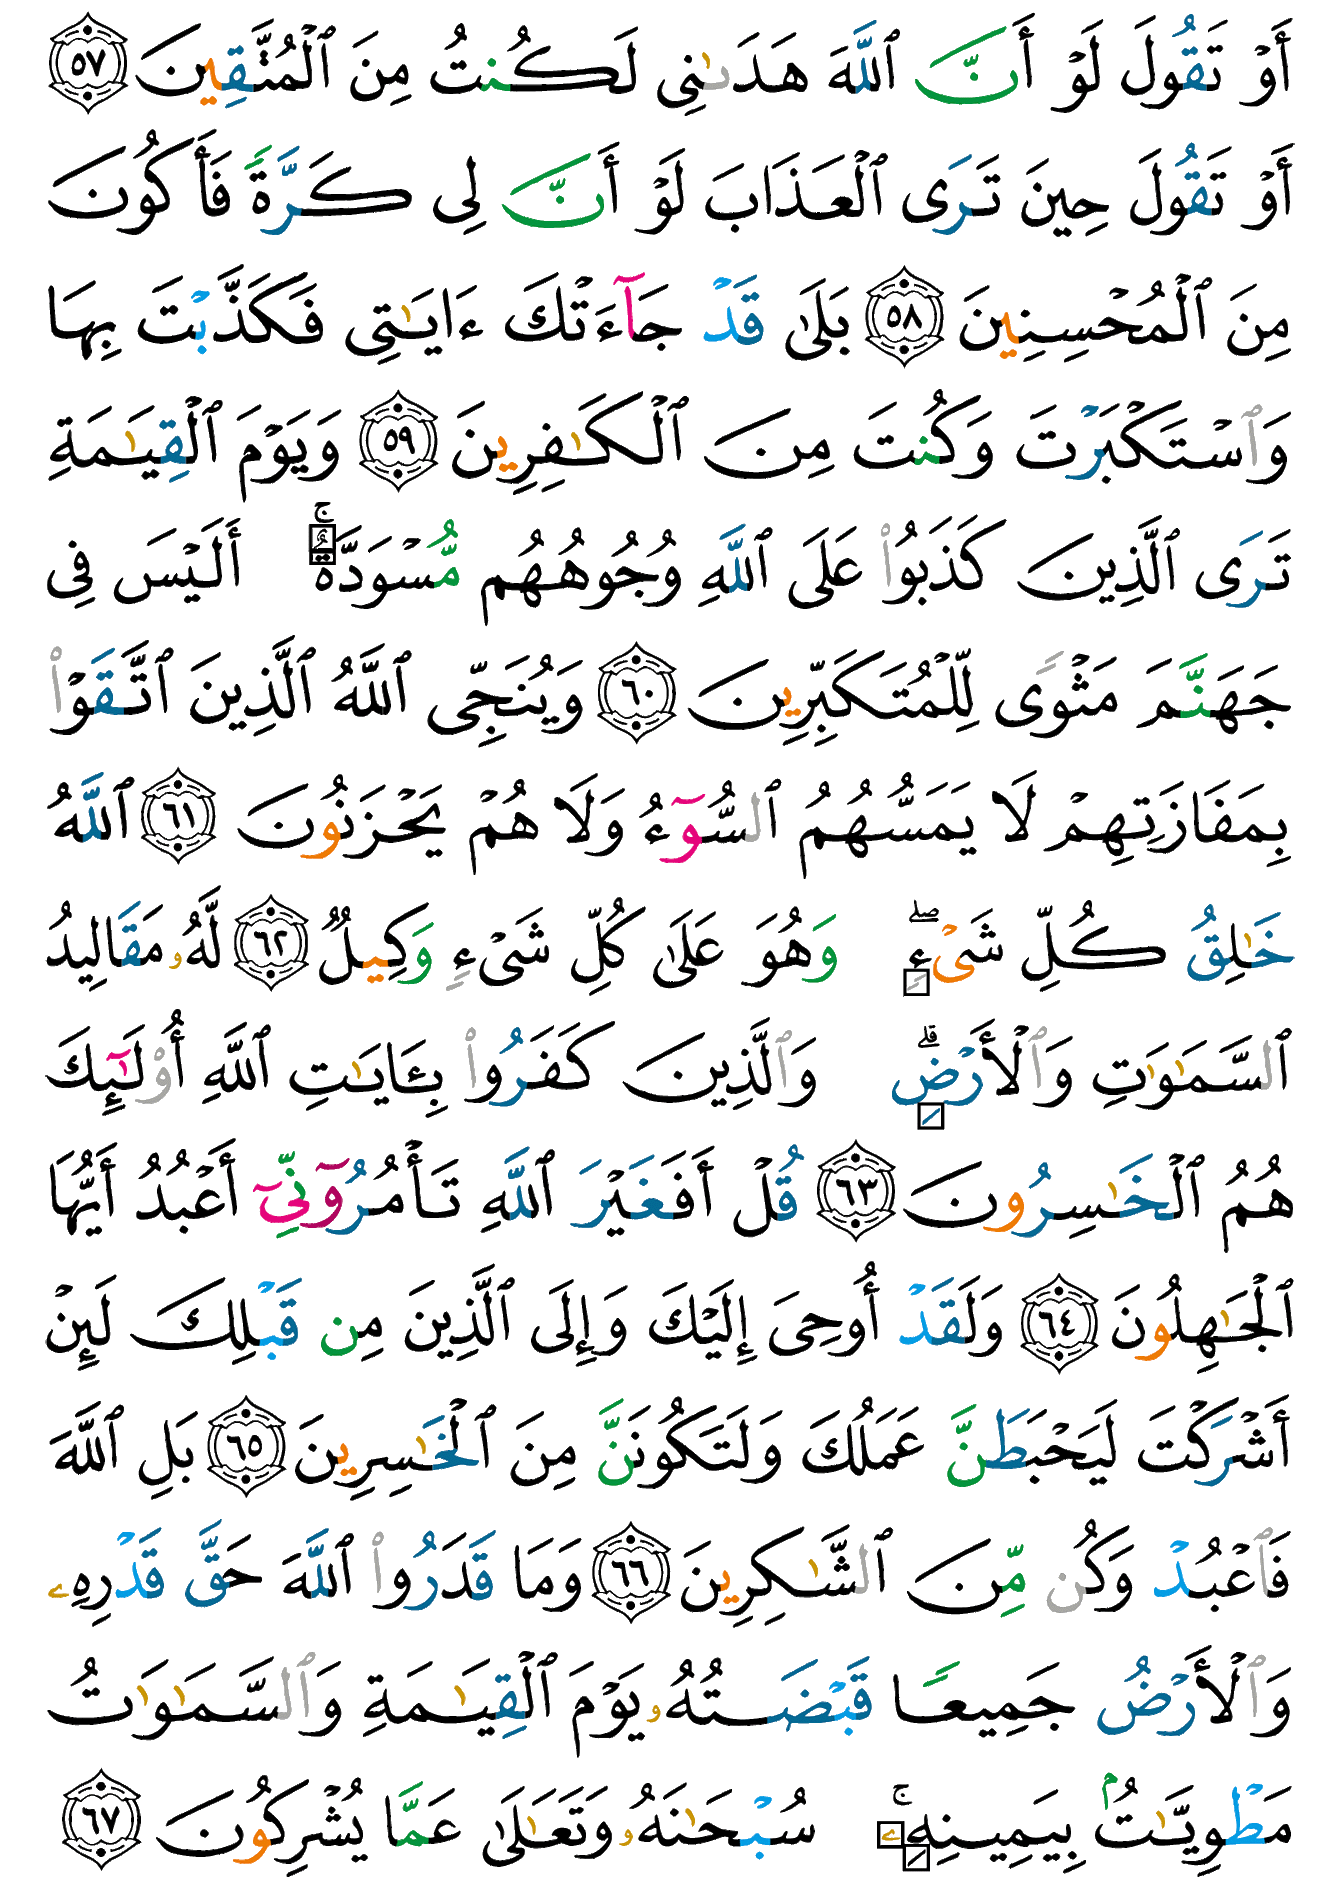 أَوْ تَقُولَ لَوْ أَنَّ ٱللَّهَ هَدَىٰنِى لَكُنتُ مِنَ ٱلْمُتَّقِينَ ٥٧
أَوْ تَقُولَ حِينَ تَرَى ٱلْعَذَابَ لَوْ أَنَّ لِى كَرَّةً فَأَكُونَ
مِنَ ٱلْمُحْسِنِينَ ٥٨ بَلَىٰ قَدْ جَآءَتْكَ ءَايَٰتِى فَكَذَّبْتَ بِهَا
وَٱسْتَكْبَرْتَ وَكُنتَ مِنَ ٱلْكَٰفِرِينَ ٥٩ وَيَوْمَ ٱلْقِيَٰمَةِ
تَرَى ٱلَّذِينَ كَذَبُوا۟ عَلَى ٱللَّهِ وُجُوهُهُم مُّسْوَدَّةٌ ۚ أَلَيْسَ فِى
جَهَنَّمَ مَثْوًى لِّلْمُتَكَبِّرِينَ ٦٠ وَيُنَجِّى ٱللَّهُ ٱلَّذِينَ ٱتَّقَوْا۟
بِمَفَازَتِهِمْ لَا يَمَسُّهُمُ ٱلسُّوٓءُ وَلَا هُمْ يَحْزَنُونَ ٦١ ٱللَّهُ
خَٰلِقُ كُلِّ شَىْءٍ ۖ وَهُوَ عَلَىٰ كُلِّ شَىْءٍ وَكِيلٌ ٦٢ لَّهُۥ مَقَالِيدُ
ٱلسَّمَٰوَٰتِ وَٱلْأَرْضِ ۗ وَٱلَّذِينَ كَفَرُوا۟ بِـَٔايَٰتِ ٱللَّهِ أُو۟لَٰٓئِكَ
هُمُ ٱلْخَٰسِرُونَ ٦٣ قُلْ أَفَغَيْرَ ٱللَّهِ تَأْمُرُوٓنِّىٓ أَعْبُدُ أَيُّهَا
ٱلْجَٰهِلُونَ ٦٤ وَلَقَدْ أُوحِىَ إِلَيْكَ وَإِلَى ٱلَّذِينَ مِن قَبْلِكَ لَئِنْ
أَشْرَكْتَ لَيَحْبَطَنَّ عَمَلُكَ وَلَتَكُونَنَّ مِنَ ٱلْخَٰسِرِينَ ٦٥ بَلِ ٱللَّهَ
فَٱعْبُدْ وَكُن مِّنَ ٱلشَّٰكِرِينَ ٦٦ وَمَا قَدَرُوا۟ ٱللَّهَ حَقَّ قَدْرِهِۦ
وَٱلْأَرْضُ جَمِيعًا قَبْضَتُهُۥ يَوْمَ ٱلْقِيَٰمَةِ وَٱلسَّمَٰوَٰتُ
مَطْوِيَّٰتُۢ بِيَمِينِهِۦ ۚ سُبْحَٰنَهُۥ وَتَعَٰلَىٰ عَمَّا يُشْرِكُونَ ٦٧